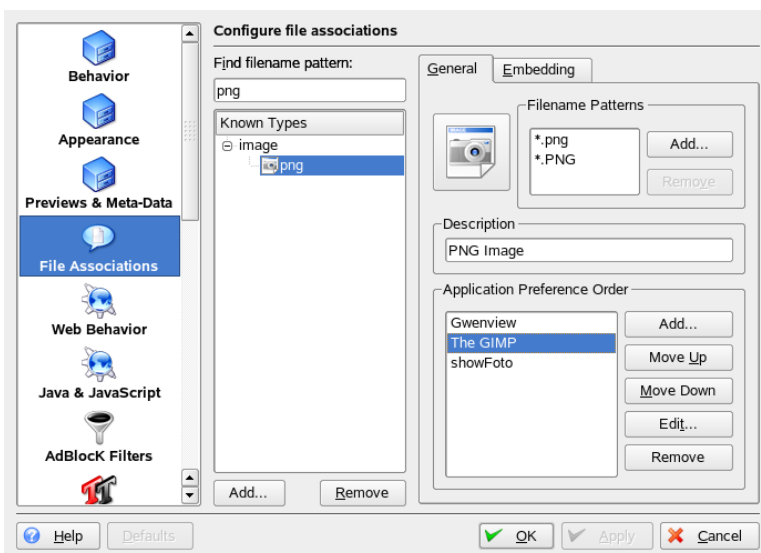 Configure file associations
Behavior
Appearance
Previews & Meta-Data
File Associations
Web Behavior
Java & JavaScript
AdBlocK Filters
Find filename pattern:
png
Known Types
image
png
Add...
Remove
General
Embedding
Filename Patterns
*.png
*.PNG
Add...
Remove
Description
PNG Image
Application Preference Order
Gwenview
The GIMP
showFoto
Add...
Move Up
Move Down
Edit...
Remove
Help
Defaults
OK
Apply
Cancel